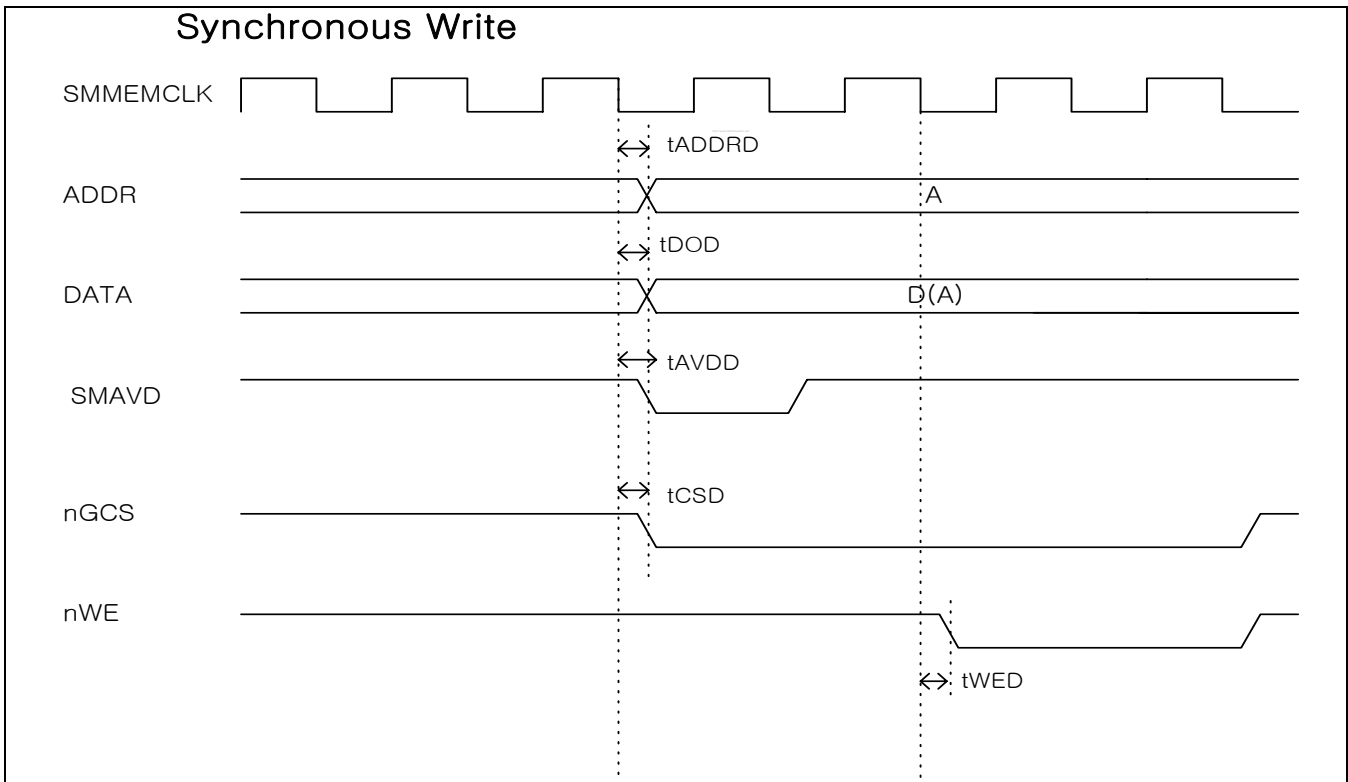 Synchronous Write
SMMEMCLK
tADDRD
ADDR
A
tDOD
DATA
D(A)
tAVDD
SMAVD
tCSD
nGCS
nWE
tWED